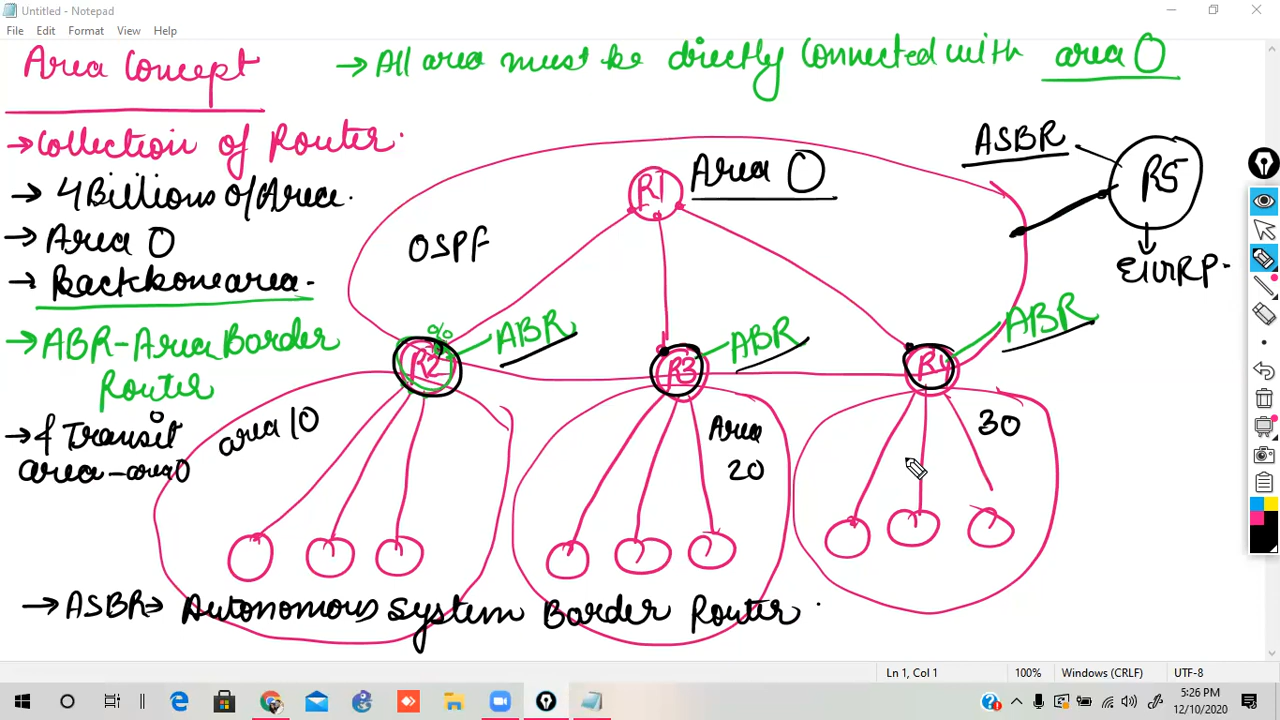 Untitled - Notepad
File Edit Format View Help
Area Concept
→ All area must be directly connected with area 0
→ Collection of Router.
→ 4 Billions of Area.
→ Area 0
→ Backbone area.
→ ABR - Area Border
Router
→ Transit
area - area 0
Area 0
R1
OSPF
ASBR
R5
EIGRP.
R2
ABR
R3
ABR
R4
ABR
area 10
Area
20
30
→ ASBR → Autonomous System Border Router.
Ln 1, Col 1
100%
Windows (CRLF)
UTF-8
5:26 PM
12/10/2020